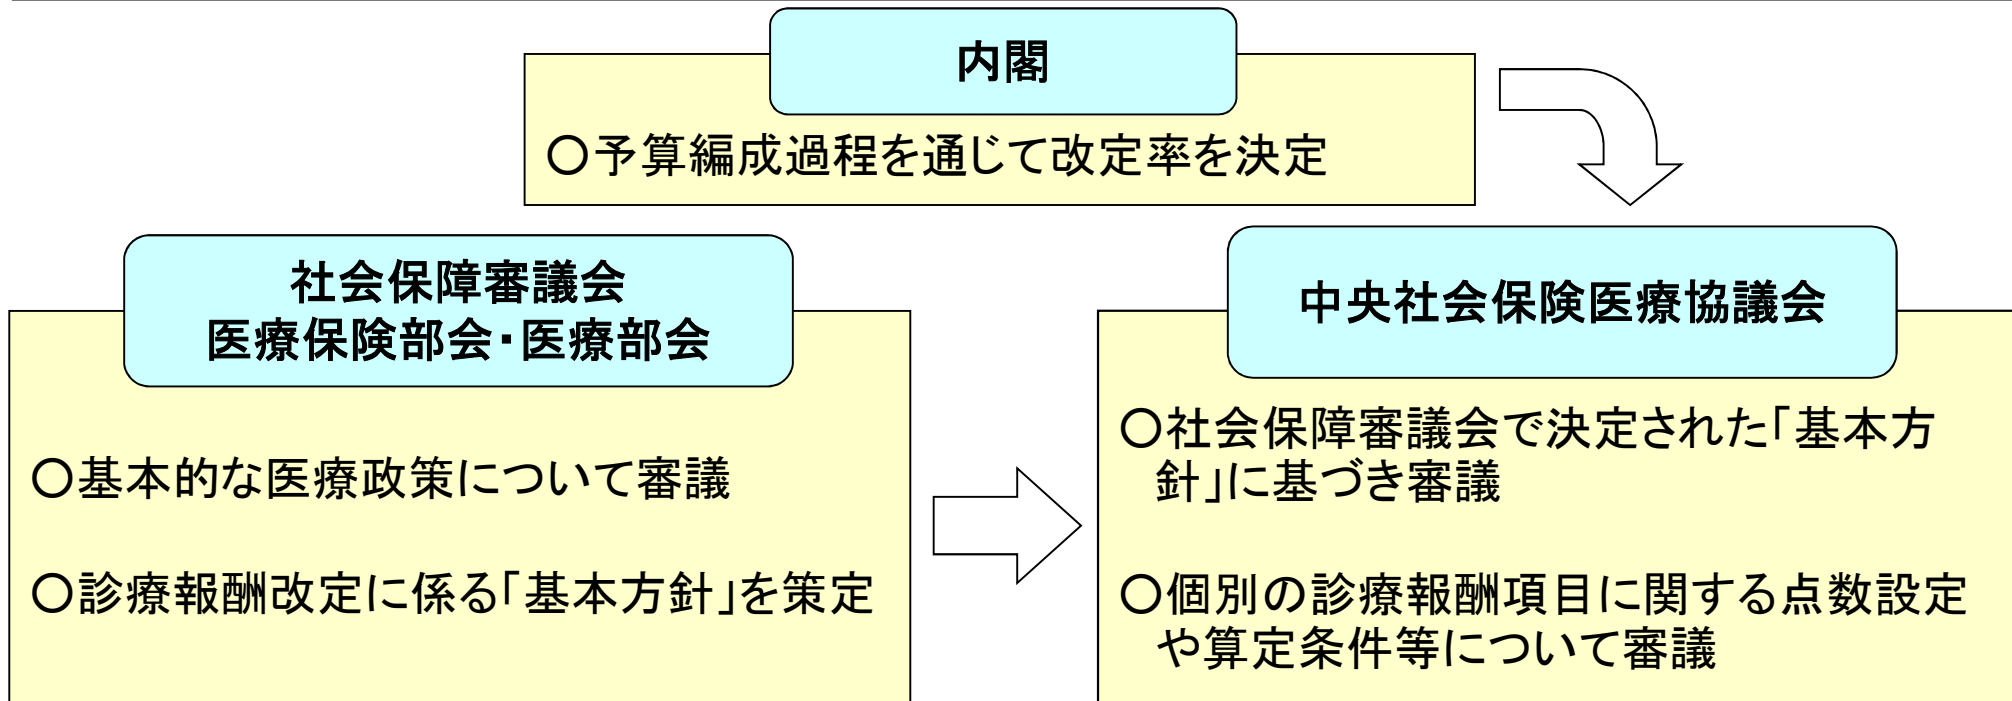 内閣
〇予算編成過程を通じて改定率を決定
社会保障審議会
医療保険部会・医療部会
〇基本的な医療政策について審議
〇診療報酬改定に係る「基本方針」を策定
中央社会保険医療協議会
〇社会保障審議会で決定された「基本方
針」に基づき審議
〇個別の診療報酬項目に関する点数設定
や算定条件等について審議